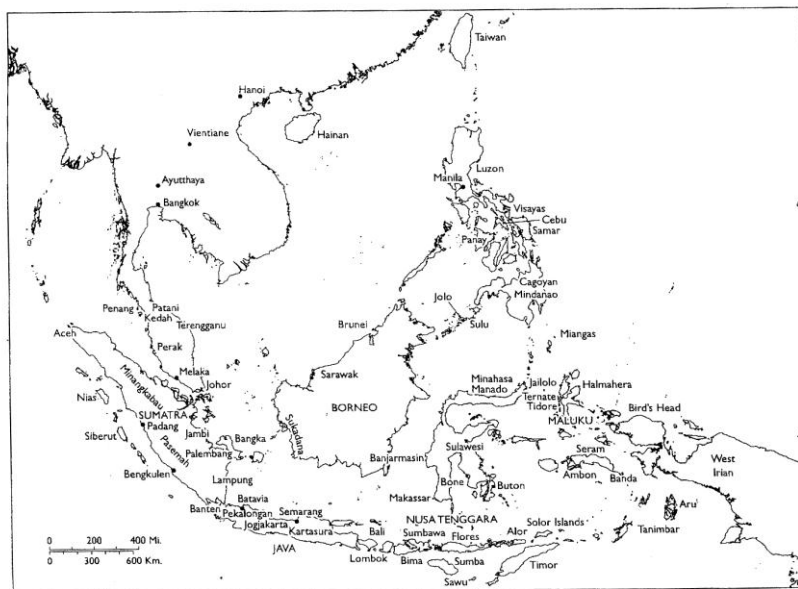 Taiwan
Hanoi
Hainan
Vientiane
Luzon
Ayutthaya
Manila
Bangkok
Visayas
Cebu
Samar
Panay
Cagoyan
Mindanao
Jolo
Penang
Patani
Kedah
Terengganu
Brunei
Sulu
Aceh
Miangas
Perak
Melaka
Sarawak
Minahasa
Manado
Jailolo
Halmahera
Johor
Minangkabau
Nias
BORNEO
Ternate
Tidore
Bird's Head
SUMATRA
Padang
MALUKU
Sukadana
Siberut
Jambi
Bangka
Pasemah
Palembang
Sulawesi
Seram
West
Irian
Bengkulen
Banjarmasin
Bone
Ambon
Banda
Lampung
Makassar
Buton
Aru
Batavia
Banten
Pekalongan
Semarang
NUSA TENGGARA
Tanimbar
Jogjakarta
Kartasura
Bali
Sumbawa
Flores
Alor
Solor Islands
JAVA
Lombok
Bima
Sumba
Timor
Sawu
0 200 400 Mi.
0 300 600 Km.